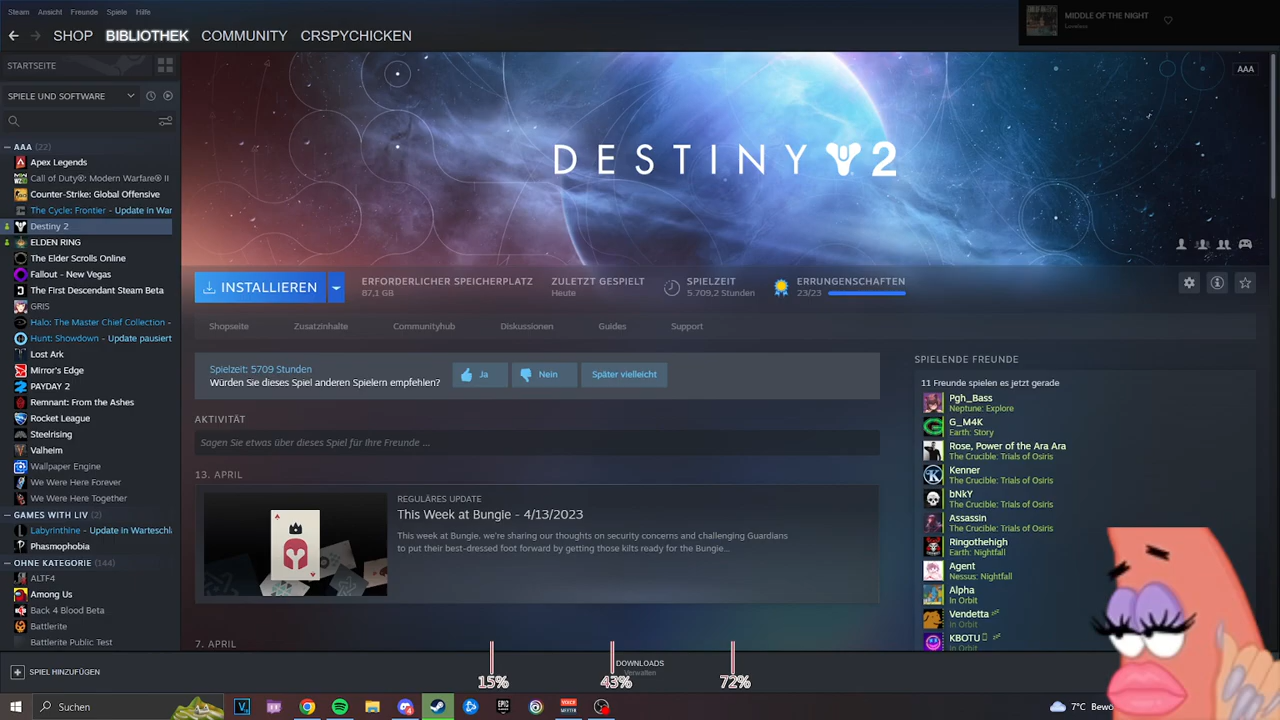 Steam Ansicht Freunde Spiele Hilfe
SHOP BIBLIOTHEK COMMUNITY CRSPYCHICKEN
MIDDLE OF THE NIGHT
Loveless
STARTSEITE
SPIELE UND SOFTWARE
AAA (22)
Apex Legends
Call of Duty®: Modern Warfare® II
Counter-Strike: Global Offensive
The Cycle: Frontier - Update in War
Destiny 2
ELDEN RING
The Elder Scrolls Online
Fallout - New Vegas
The First Descendant Steam Beta
GRIS
Halo: The Master Chief Collection -
Hunt: Showdown - Update pausiert
Lost Ark
Mirror's Edge
PAYDAY 2
Remnant: From the Ashes
Rocket League
Steelrising
Valheim
Wallpaper Engine
We Were Here Forever
We Were Here Together
GAMES WITH LIV (2)
Labyrinthine - Update in Warteschl
Phasmophobia
OHNE KATEGORIE (144)
ALTF4
Among Us
Back 4 Blood Beta
Battlerite
Battlerite Public Test
AAA
DESTINY 2
INSTALLIEREN
ERFORDERLICHER SPEICHERPLATZ
87,1 GB
ZULETZT GESPIELT
Heute
SPIELZEIT
5.709,2 Stunden
ERRUNGENSCHAFTEN
23/23
Shopseite Zusatzinhalte Communityhub Diskussionen Guides Support
Spielzeit: 5709 Stunden
Würden Sie dieses Spiel anderen Spielern empfehlen?
Ja Nein Später vielleicht
AKTIVITÄT
Sagen Sie etwas über dieses Spiel für Ihre Freunde ...
13. APRIL
REGULÄRES UPDATE
This Week at Bungie - 4/13/2023
This week at Bungie, we're sharing our thoughts on security concerns and challenging Guardians
to put their best-dressed foot forward by getting those kilts ready for the Bungie...
7. APRIL
SPIELENDE FREUNDE
11 Freunde spielen es jetzt gerade
Pgh_Bass
Neptune: Explore
G_M4K
Earth: Story
Rose, Power of the Ara Ara
The Crucible: Trials of Osiris
Kenner
The Crucible: Trials of Osiris
bNkY
The Crucible: Trials of Osiris
Assassin
The Crucible: Trials of Osiris
Ringothehigh
Earth: Nightfall
Agent
Nessus: Nightfall
Alpha
In Orbit
Vendetta
In Orbit
KBOTU
In Orbit
SPIEL HINZUFÜGEN
DOWNLOADS
Verwalten
15% 43% 72%
Suchen
EPIC
VOICE
MEETER
7°C Bewö